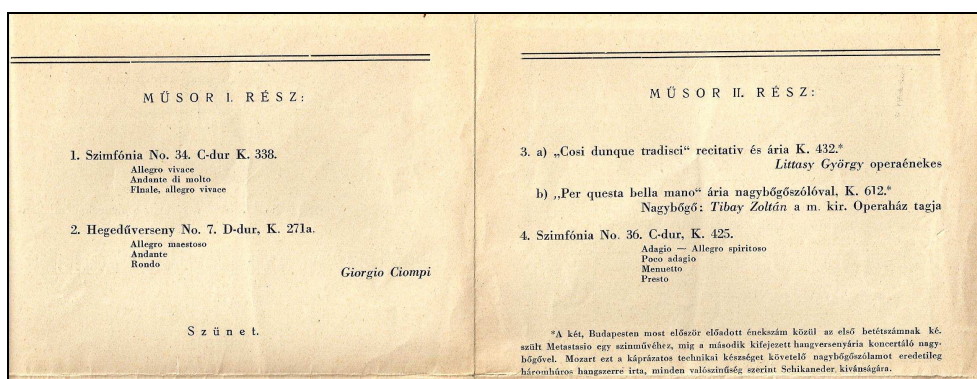 MŰSOR I. RÉSZ:
1. Szimfónia No. 34. C-dur K. 338.
Allegro vivace
Andante di molto
FInale, allegro vivace
2. Hegedűverseny No. 7. D-dur, K. 271a.
Allegro maestoso
Andante
Rondo
Giorgio Ciompi
Szünet.
MŰSOR II. RÉSZ:
3. a) „Cosi dunque tradisci“ recitativ és ária K. 432.*
Littasy György operaénekes
b) „Per questa bella mano“ ária nagybőgőszólóval, K. 612.*
Nagybőgő: Tibay Zoltán a m. kir. Operaház tagja
4. Szimfónia No. 36. C-dur, K. 425.
Adagio — Allegro spiritoso
Poco adagio
Menuetto
Presto
*A két, Budapesten most először előadott énekszám közül az első betétszámnak ké-
szült Metastasio egy szinművéhez, mig a második kifejezett hangversenyária koncertáló nagy-
bőgővel. Mozart ezt a káprázatos technikai készséget követelő nagybőgőszólamot eredetileg
háromhúros hangszerre irta, minden valószinűség szerint Schikaneder kivánságára.